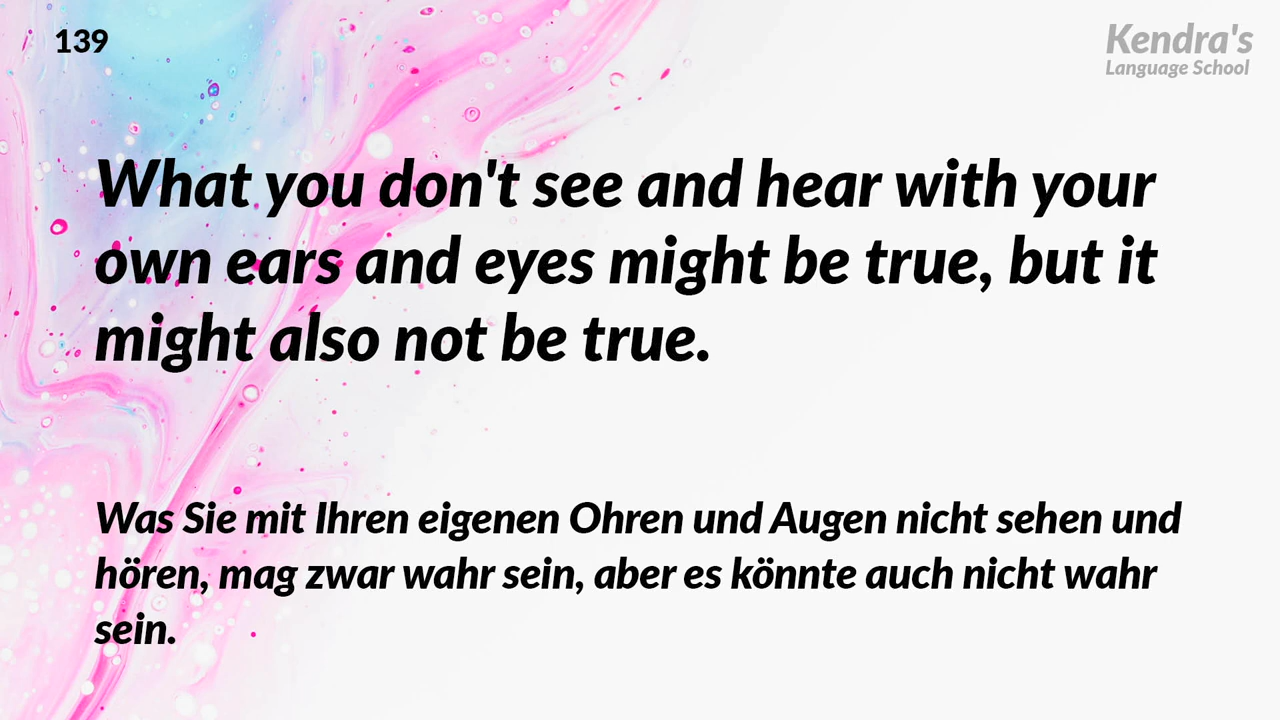 139
Kendra's
Language School
What you don't see and hear with your
own ears and eyes might be true, but it
might also not be true.
Was Sie mit Ihren eigenen Ohren und Augen nicht sehen und
hören, mag zwar wahr sein, aber es könnte auch nicht wahr
sein.